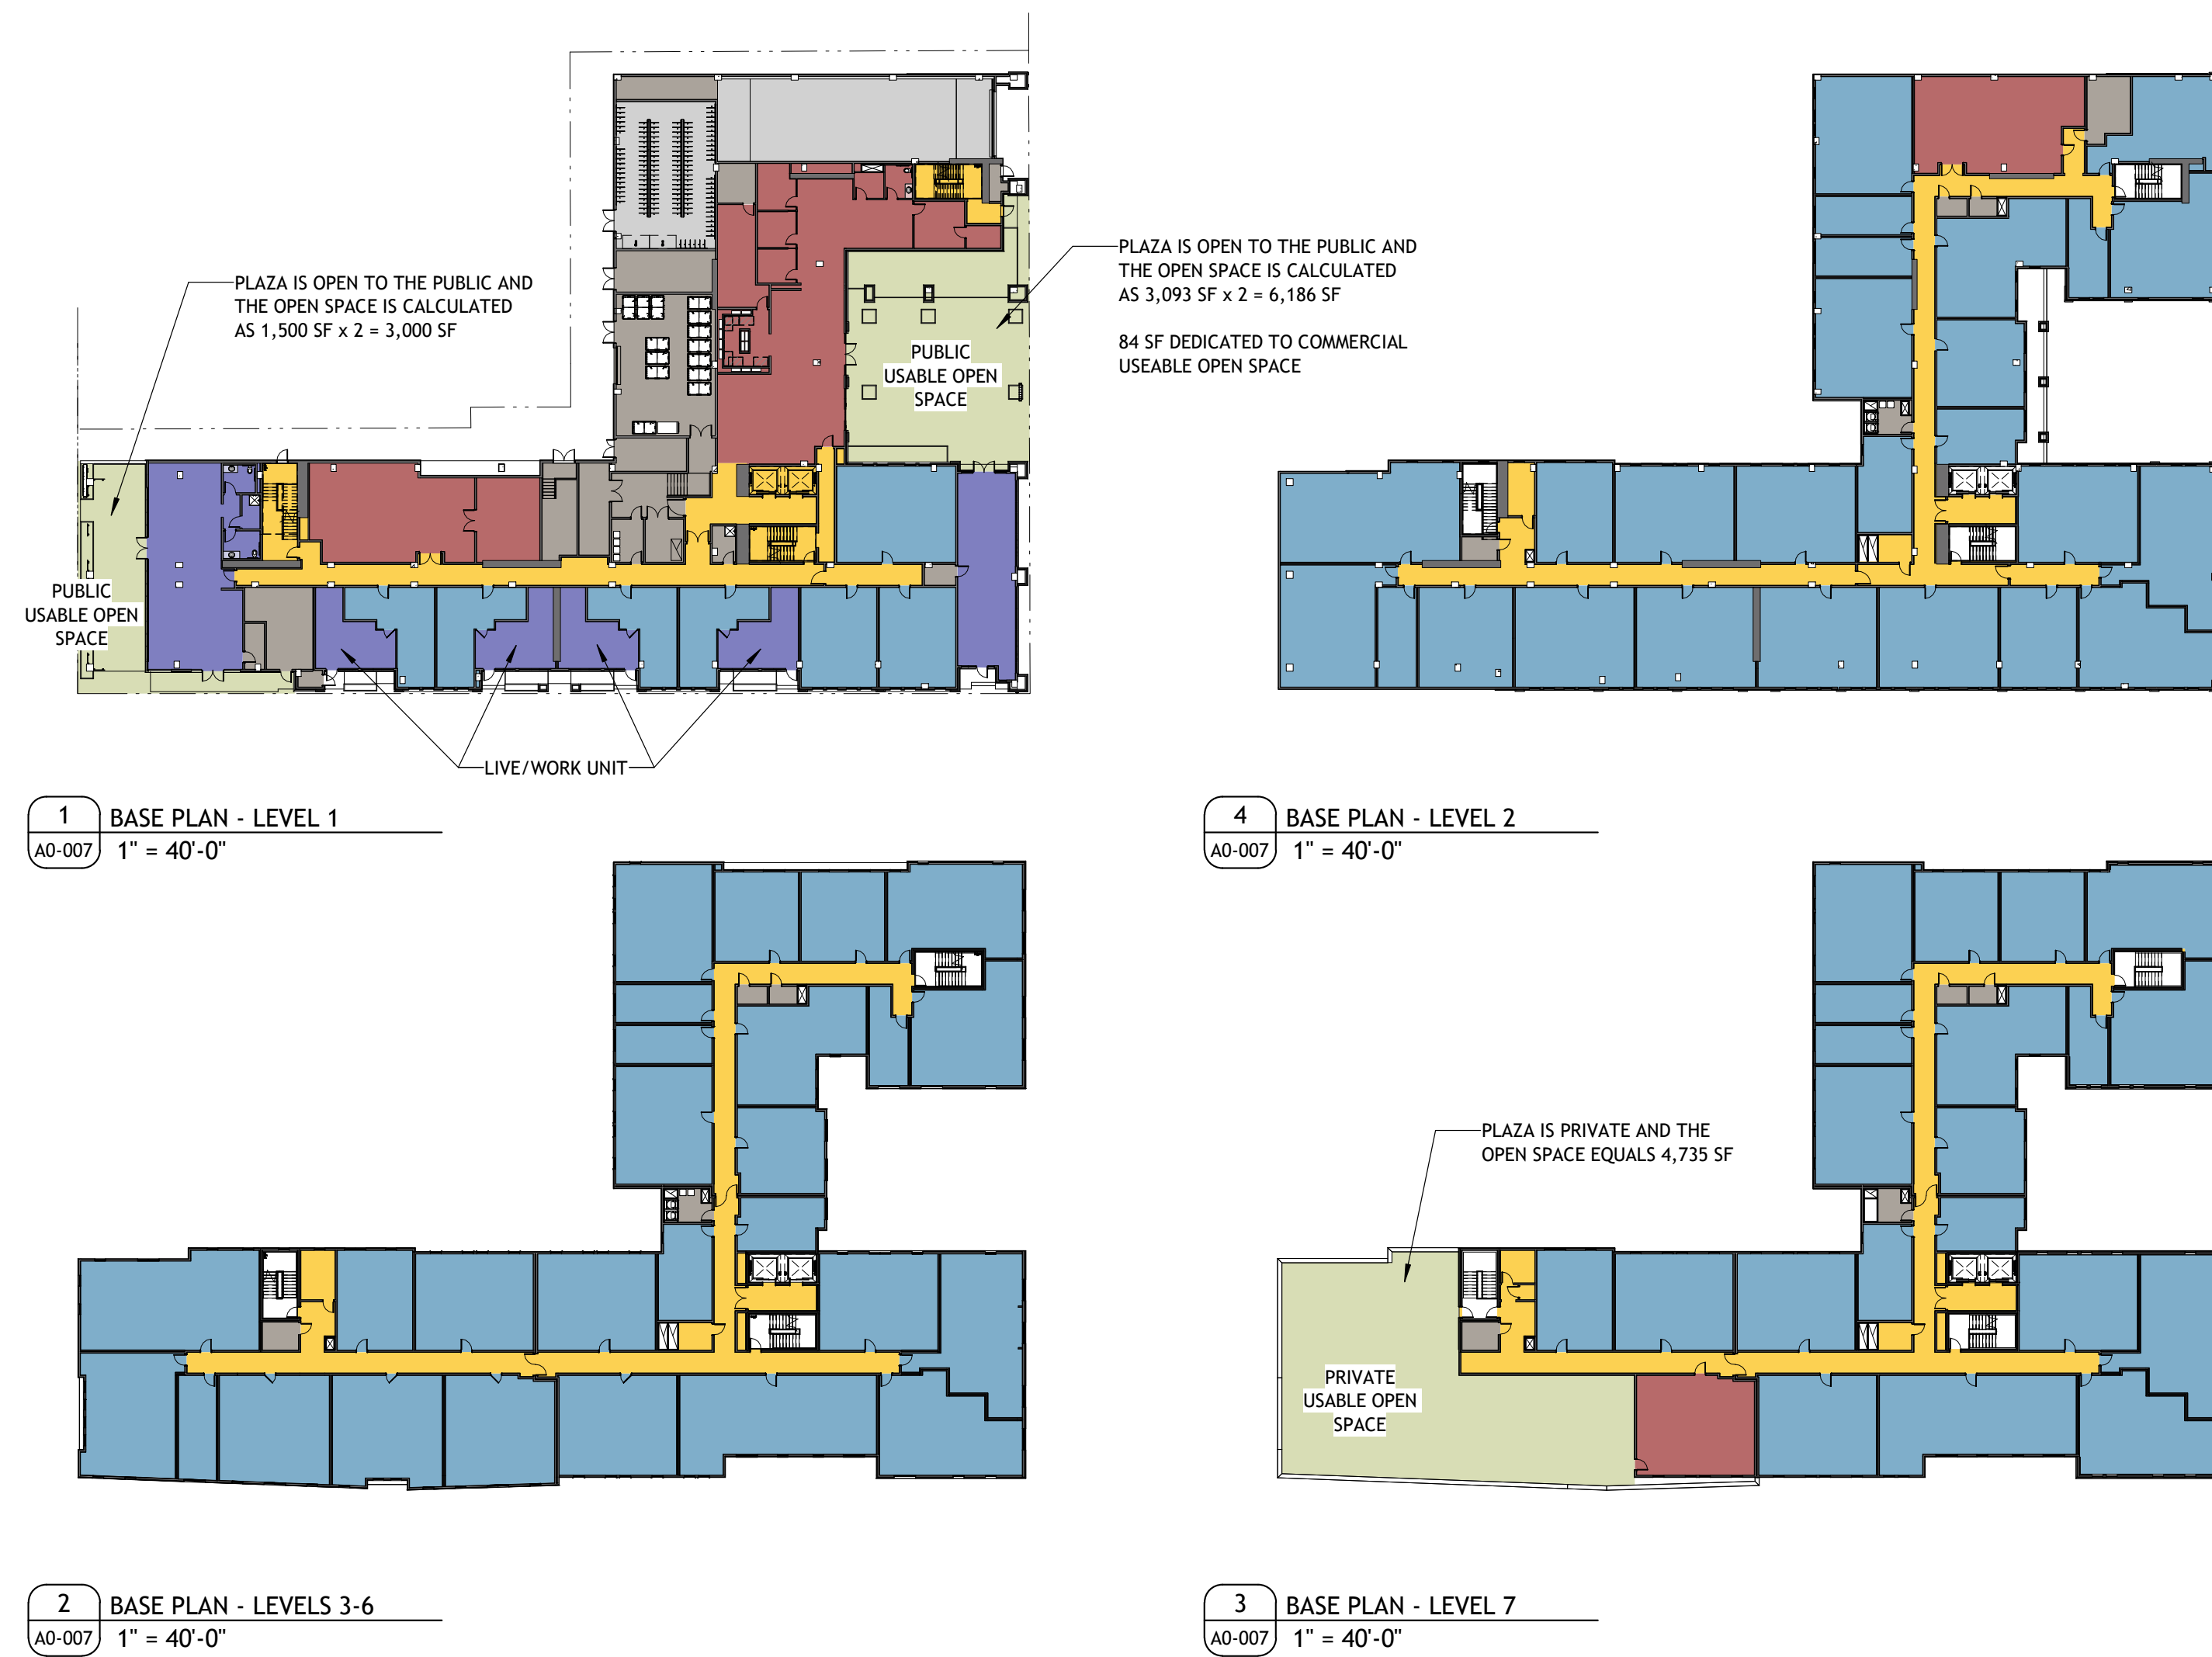 PLAZA IS OPEN TO THE PUBLIC AND
THE OPEN SPACE IS CALCULATED
AS 1,500 SF x 2 = 3,000 SF
PLAZA IS OPEN TO THE PUBLIC AND
THE OPEN SPACE IS CALCULATED
AS 3,093 SF x 2 = 6,186 SF
84 SF DEDICATED TO COMMERCIAL
USEABLE OPEN SPACE
PUBLIC
USABLE OPEN
SPACE
PUBLIC
USABLE OPEN
SPACE
LIVE/WORK UNIT
1
BASE PLAN - LEVEL 1
A0-007
1" = 40'-0"
4
BASE PLAN - LEVEL 2
A0-007
1" = 40'-0"
PLAZA IS PRIVATE AND THE
OPEN SPACE EQUALS 4,735 SF
PRIVATE
USABLE OPEN
SPACE
2
BASE PLAN - LEVELS 3-6
A0-007
1" = 40'-0"
3
BASE PLAN - LEVEL 7
A0-007
1" = 40'-0"